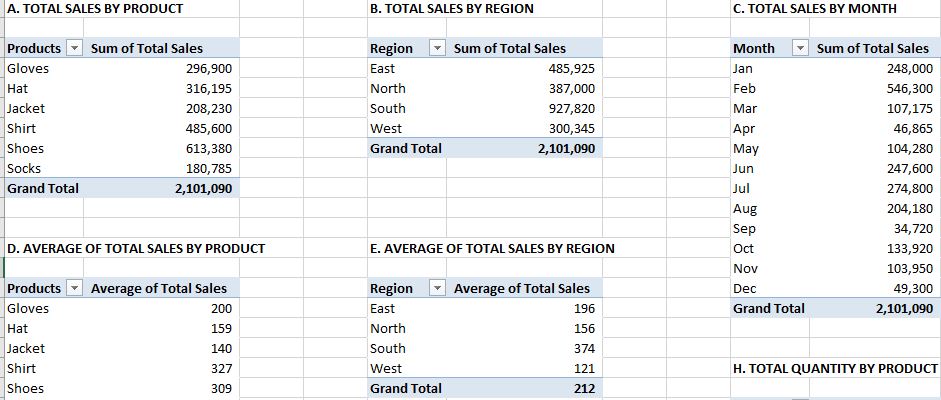 A. TOTAL SALES BY PRODUCT
Products Sum of Total Sales
Gloves 296,900
Hat 316,195
Jacket 208,230
Shirt 485,600
Shoes 613,380
Socks 180,785
Grand Total 2,101,090
B. TOTAL SALES BY REGION
Region Sum of Total Sales
East 485,925
North 387,000
South 927,820
West 300,345
Grand Total 2,101,090
C. TOTAL SALES BY MONTH
Month Sum of Total Sales
Jan 248,000
Feb 546,300
Mar 107,175
Apr 46,865
May 104,280
Jun 247,600
Jul 274,800
Aug 204,180
Sep 34,720
Oct 133,920
Nov 103,950
Dec 49,300
Grand Total 2,101,090
D. AVERAGE OF TOTAL SALES BY PRODUCT
Products Average of Total Sales
Gloves 200
Hat 159
Jacket 140
Shirt 327
Shoes 309
E. AVERAGE OF TOTAL SALES BY REGION
Region Average of Total Sales
East 196
North 156
South 374
West 121
Grand Total 212
H. TOTAL QUANTITY BY PRODUCT